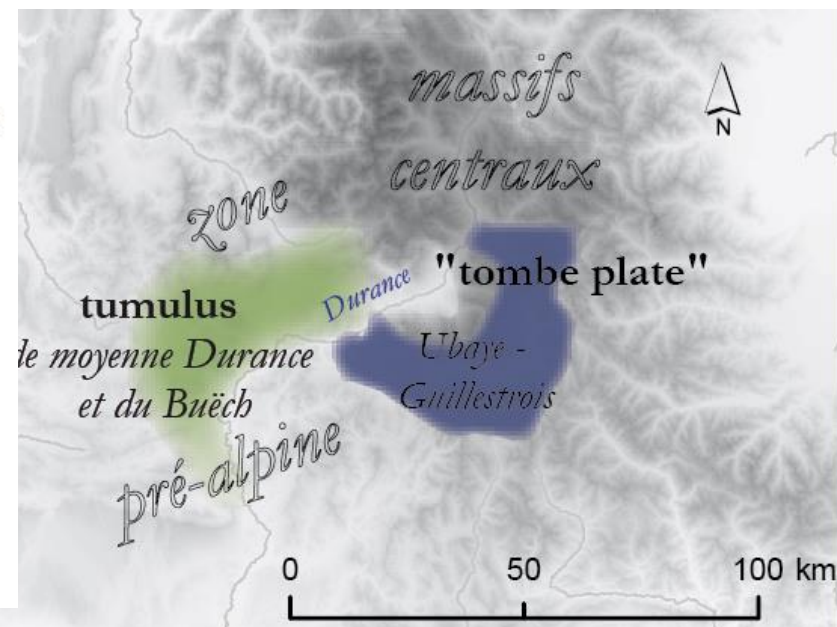 massifs
centraux
N
zone
"tombe plate"
Durance
tumulus
de moyenne Durance
et du Buëch
Ubaye -
Guillestrois
pré-alpine
0 50 100 km